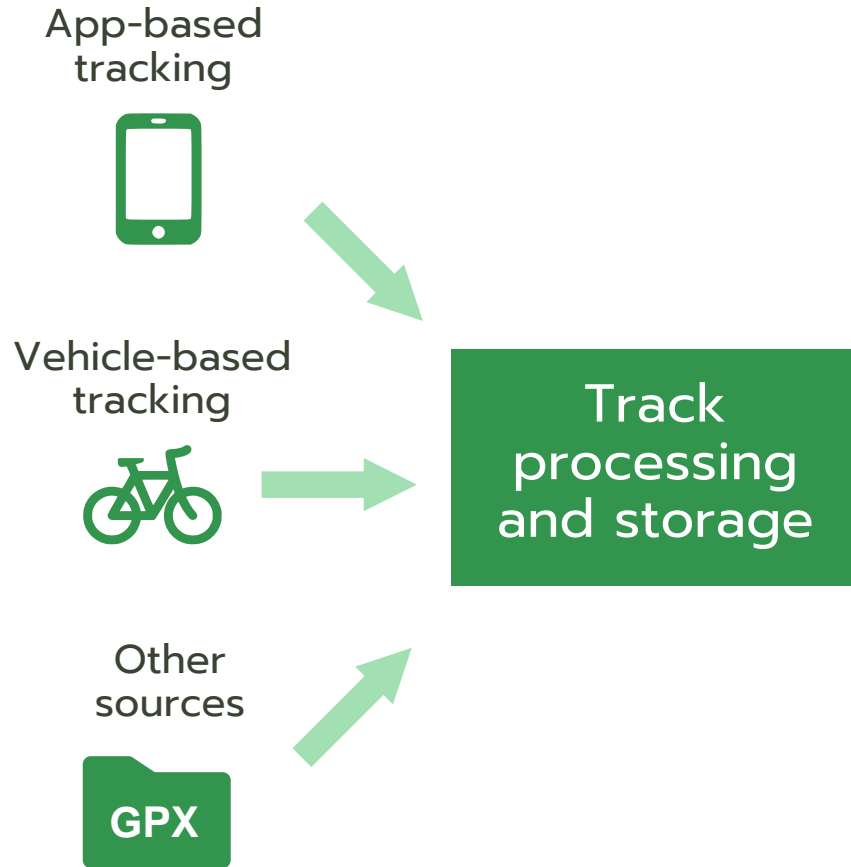 App-based
tracking
Vehicle-based
tracking
Track
processing
and storage
Other
sources
GPX